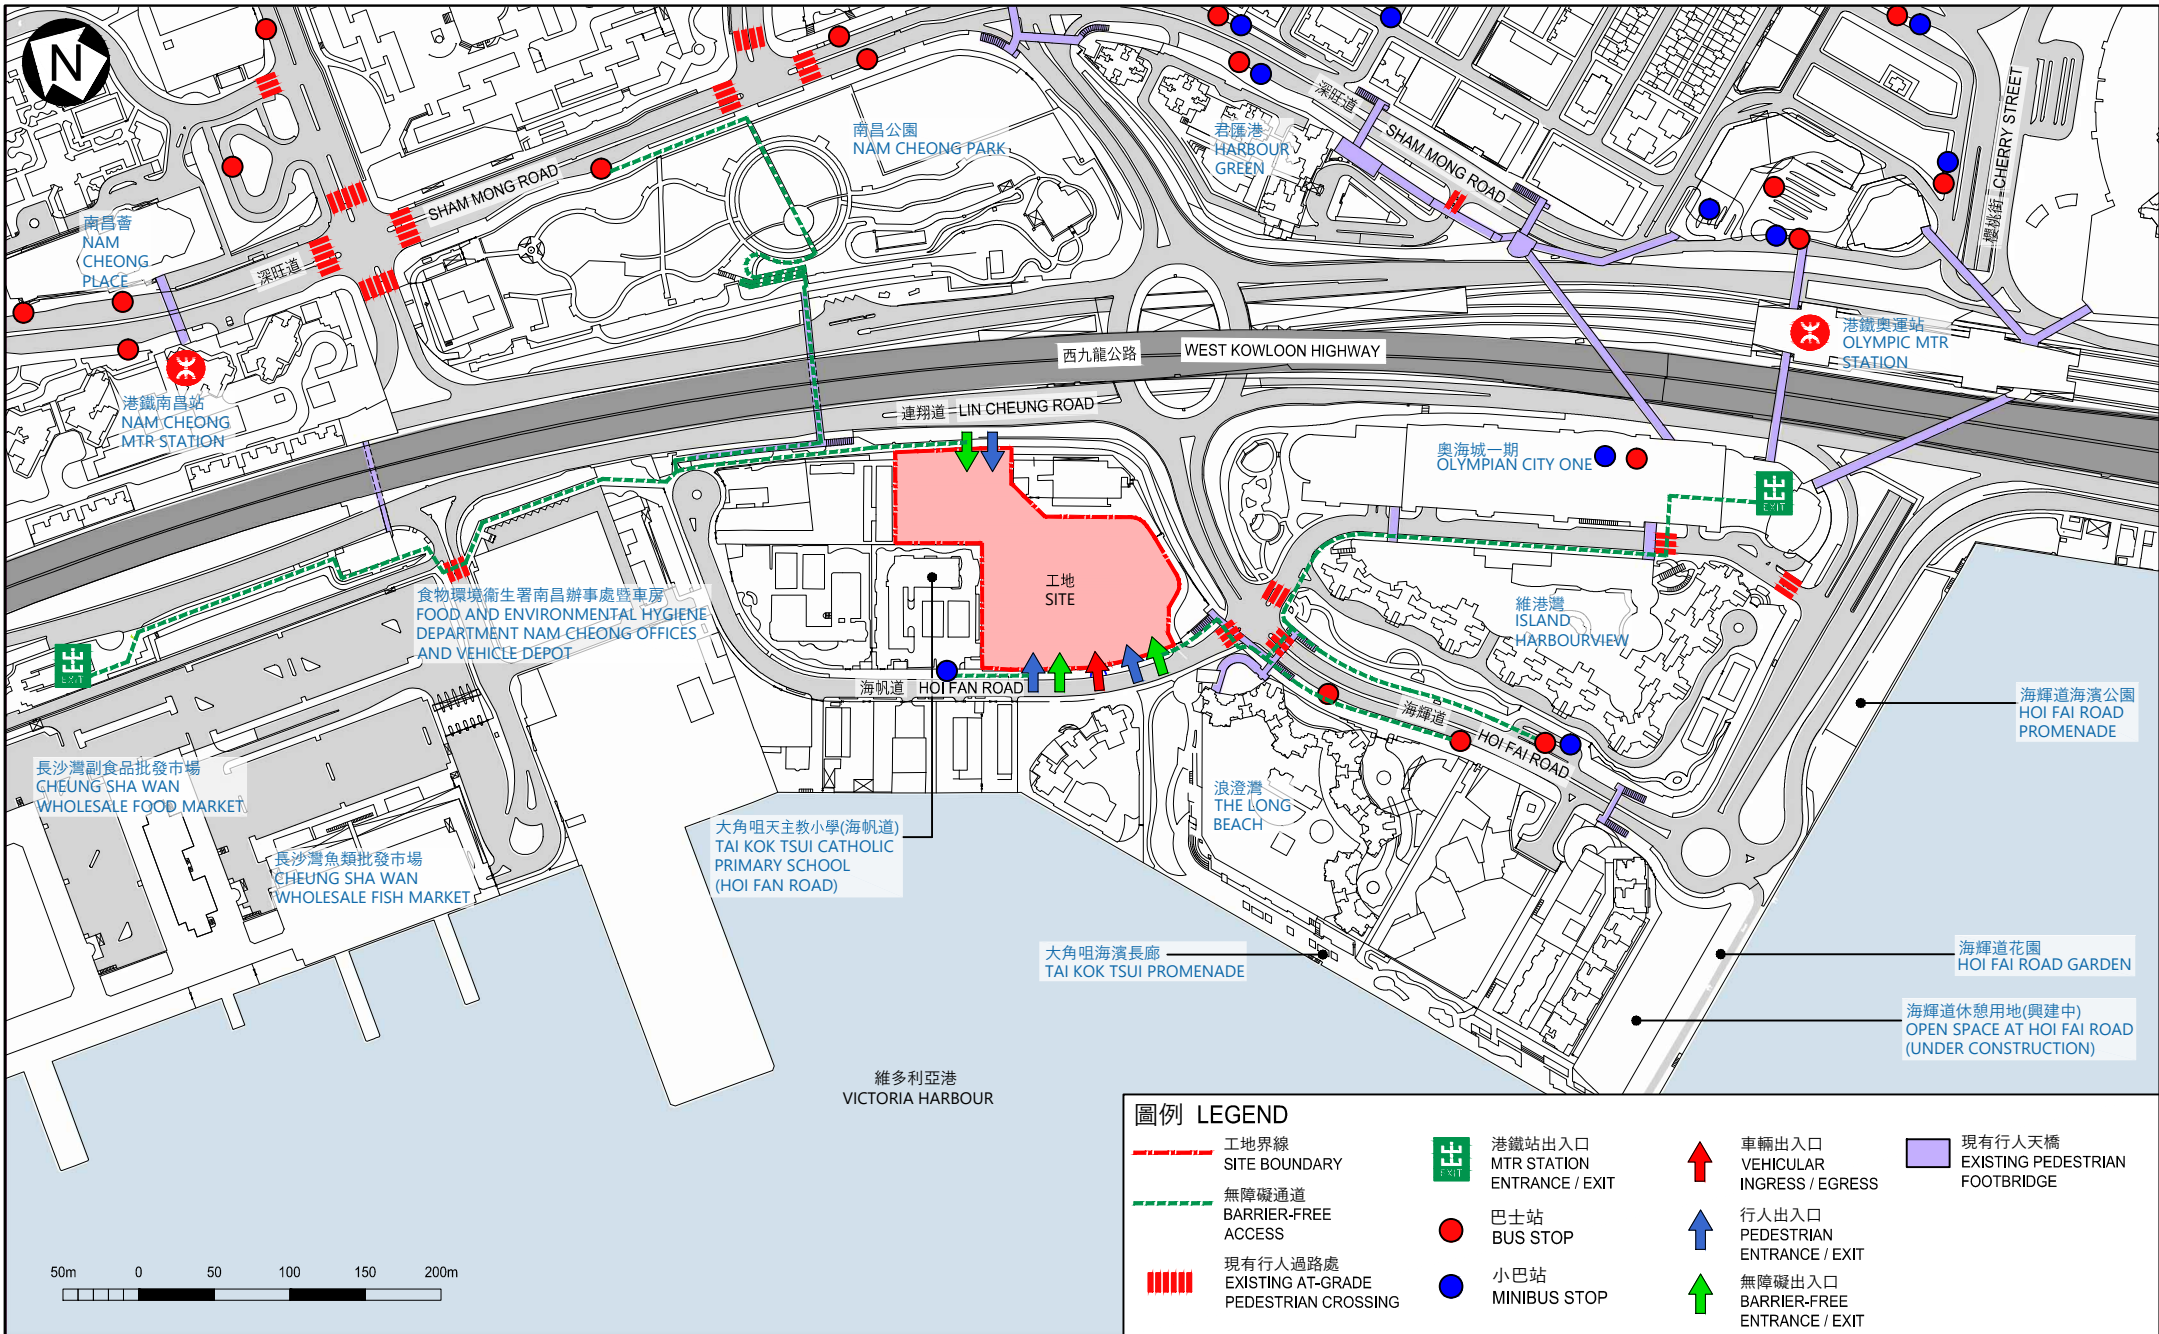 N
南昌公園
NAM CHEONG PARK
君匯港
HARBOUR
GREEN
深旺道
SHAM MONG ROAD
櫻桃街 CHERRY STREET
SHAM MONG ROAD
深旺道
南昌薈
NAM
CHEONG
PLACE
港鐵南昌站
NAM CHEONG
MTR STATION
西九龍公路
WEST KOWLOON HIGHWAY
港鐵奧運站
OLYMPIC MTR
STATION
連翔道 LIN CHEUNG ROAD
奧海城一期
OLYMPIAN CITY ONE
出
EXIT
工地
SITE
食物環境衞生署南昌辦事處暨車房
FOOD AND ENVIRONMENTAL HYGIENE
DEPARTMENT NAM CHEONG OFFICES
AND VEHICLE DEPOT
維港灣
ISLAND
HARBOURVIEW
出
EXIT
海帆道 HOI FAN ROAD
海輝道
HOI FAI ROAD
海輝道海濱公園
HOI FAI ROAD
PROMENADE
長沙灣副食品批發市場
CHEUNG SHA WAN
WHOLESALE FOOD MARKET
浪澄灣
THE LONG
BEACH
大角咀天主教小學(海帆道)
TAI KOK TSUI CATHOLIC
PRIMARY SCHOOL
(HOI FAN ROAD)
長沙灣魚類批發市場
CHEUNG SHA WAN
WHOLESALE FISH MARKET
大角咀海濱長廊
TAI KOK TSUI PROMENADE
海輝道花園
HOI FAI ROAD GARDEN
海輝道休憩用地(興建中)
OPEN SPACE AT HOI FAI ROAD
(UNDER CONSTRUCTION)
維多利亞港
VICTORIA HARBOUR
圖例 LEGEND
工地界線
SITE BOUNDARY
無障礙通道
BARRIER-FREE
ACCESS
現有行人過路處
EXISTING AT-GRADE
PEDESTRIAN CROSSING
出
EXIT
港鐵站出入口
MTR STATION
ENTRANCE / EXIT
巴士站
BUS STOP
小巴站
MINIBUS STOP
車輛出入口
VEHICULAR
INGRESS / EGRESS
行人出入口
PEDESTRIAN
ENTRANCE / EXIT
無障礙出入口
BARRIER-FREE
ENTRANCE / EXIT
現有行人天橋
EXISTING PEDESTRIAN
FOOTBRIDGE
50m 0 50 100 150 200m